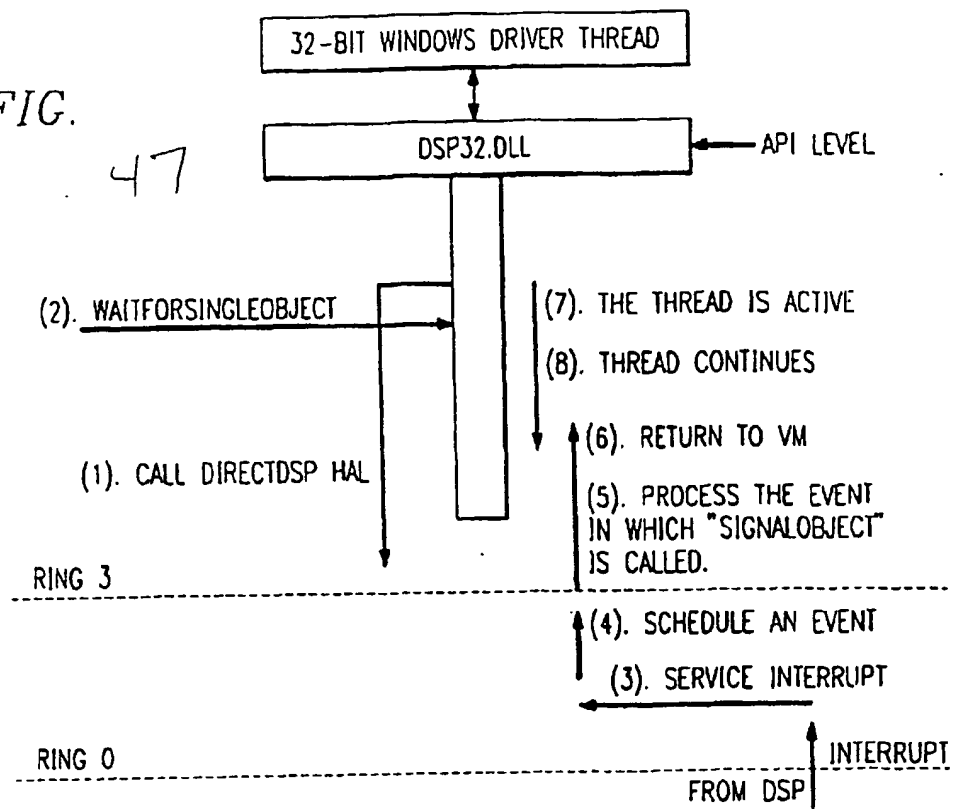 32-BIT WINDOWS DRIVER THREAD
FIG.
47
DSP32.DLL
API LEVEL
(2). WAITFORSINGLEOBJECT
(7). THE THREAD IS ACTIVE
(8). THREAD CONTINUES
(6). RETURN TO VM
(1). CALL DIRECTDSP HAL
(5). PROCESS THE EVENT
IN WHICH "SIGNALOBJECT"
IS CALLED.
RING 3
(4). SCHEDULE AN EVENT
(3). SERVICE INTERRUPT
RING 0
INTERRUPT
FROM DSP